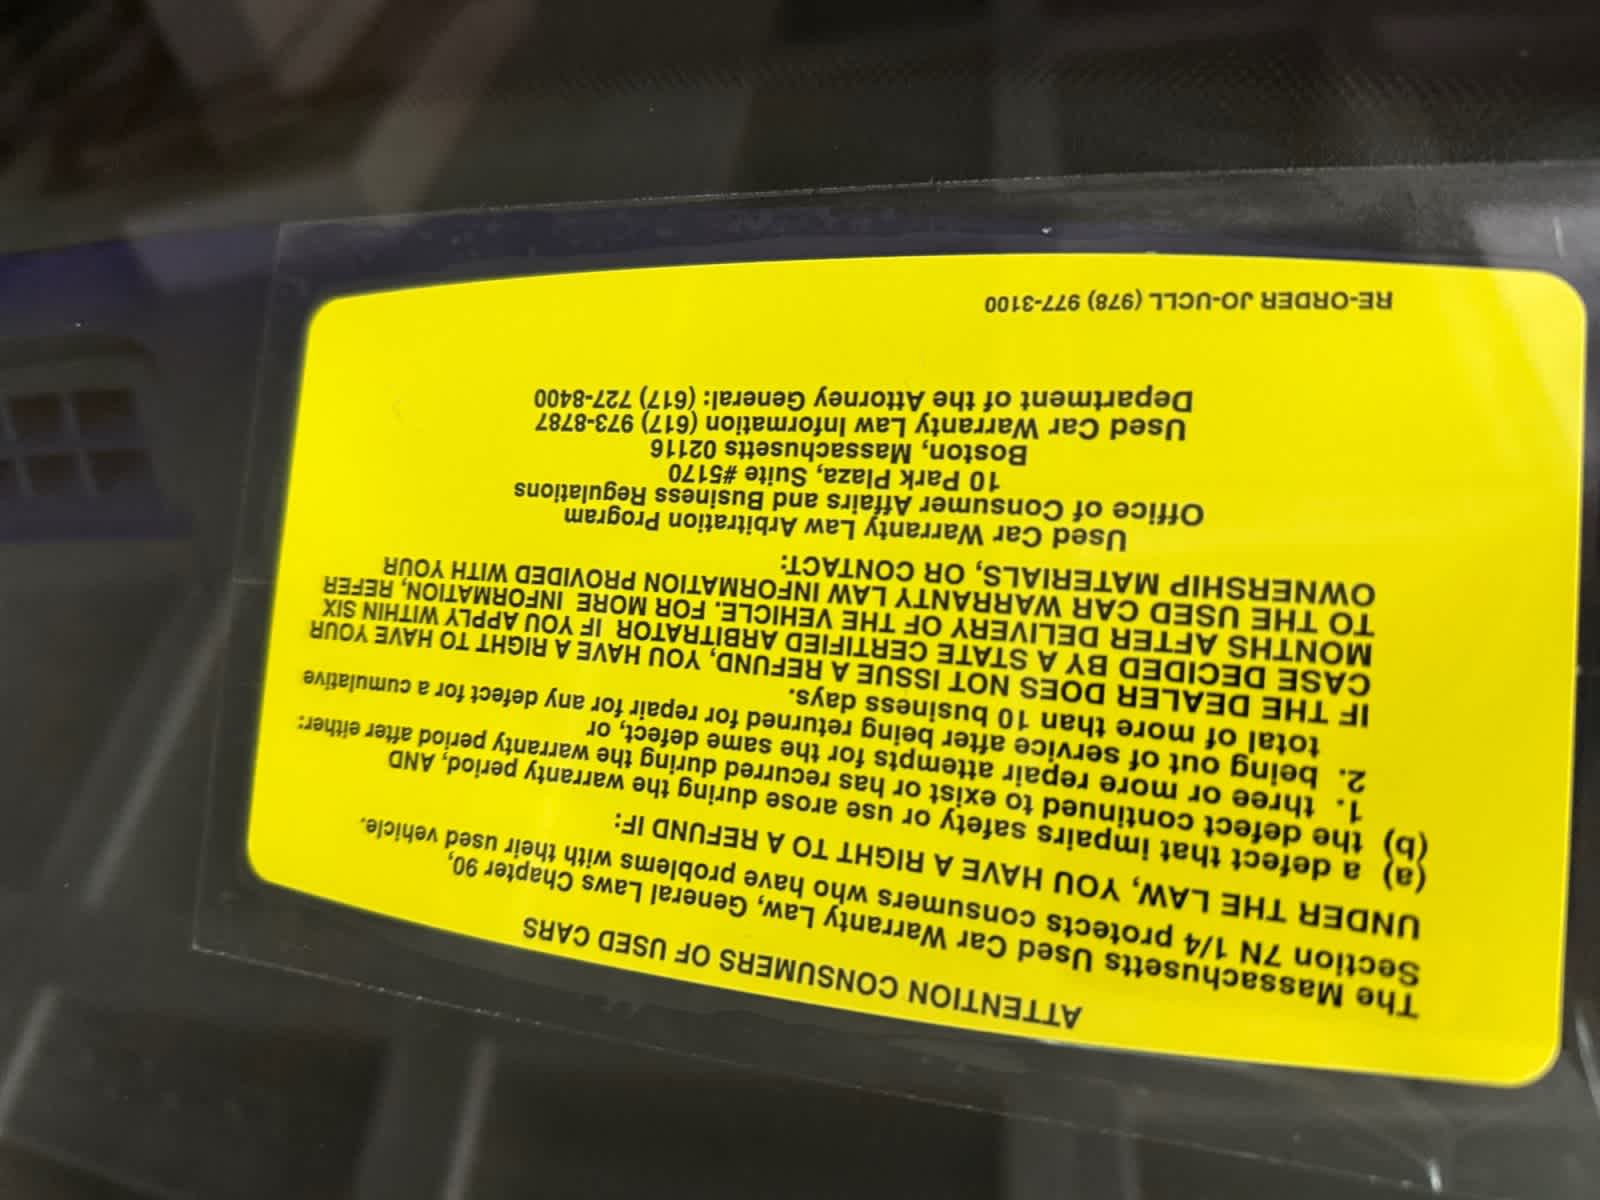 ATTENTION CONSUMERS OF USED CARS
The Massachusetts Used Car Warranty Law, General Laws Chapter 90,
Section 7N 1/4 protects consumers who have problems with their used vehicle.
UNDER THE LAW, YOU HAVE A RIGHT TO A REFUND IF:
(a) a defect that impairs safety or use arose during the warranty period, AND
(b) the defect continued to exist or has recurred during the warranty period after either:
1. three or more repair attempts for the same defect, or
2. being out of service after being returned for repair for any defect for a cumulative
total of more than 10 business days.
IF THE DEALER DOES NOT ISSUE A REFUND, YOU HAVE A RIGHT TO HAVE YOUR
CASE DECIDED BY A STATE CERTIFIED ARBITRATOR IF YOU APPLY WITHIN SIX
MONTHS AFTER DELIVERY OF THE VEHICLE. FOR MORE INFORMATION, REFER
TO THE USED CAR WARRANTY LAW INFORMATION PROVIDED WITH YOUR
OWNERSHIP MATERIALS, OR CONTACT:
Used Car Warranty Law Arbitration Program
Office of Consumer Affairs and Business Regulations
10 Park Plaza, Suite #5170
Boston, Massachusetts 02116
Used Car Warranty Law Information (617) 973-8787
Department of the Attorney General: (617) 727-8400
RE-ORDER JO-UCLL (978) 977-3100